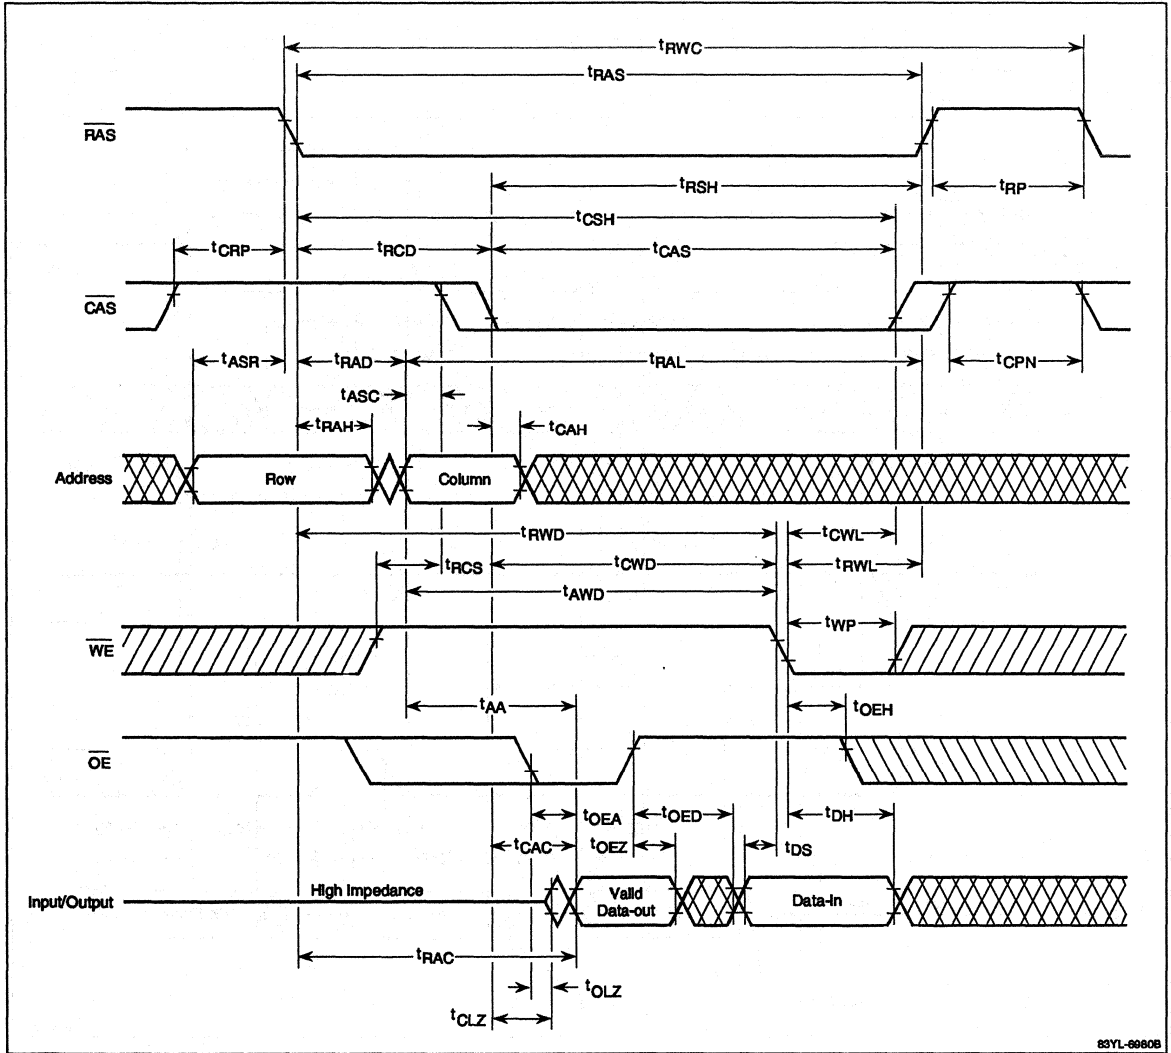 tRWC
tRAS
RAS
tRSH
tRP
tCSH
tCRP
tRCD
tCAS
CAS
tASR
tRAD
tRAL
tCPN
tASC
tRAH
tCAH
Address
Row
Column
tRWD
tCWL
tRCS
tCWD
tRWL
tAWD
tWP
WE
tAA
tOEH
OE
tOEA
tOED
tDH
tCAC
tOEZ
tDS
High Impedance
Input/Output
Valid
Data-out
Data-in
tRAC
tOLZ
tCLZ
83YL-6980B